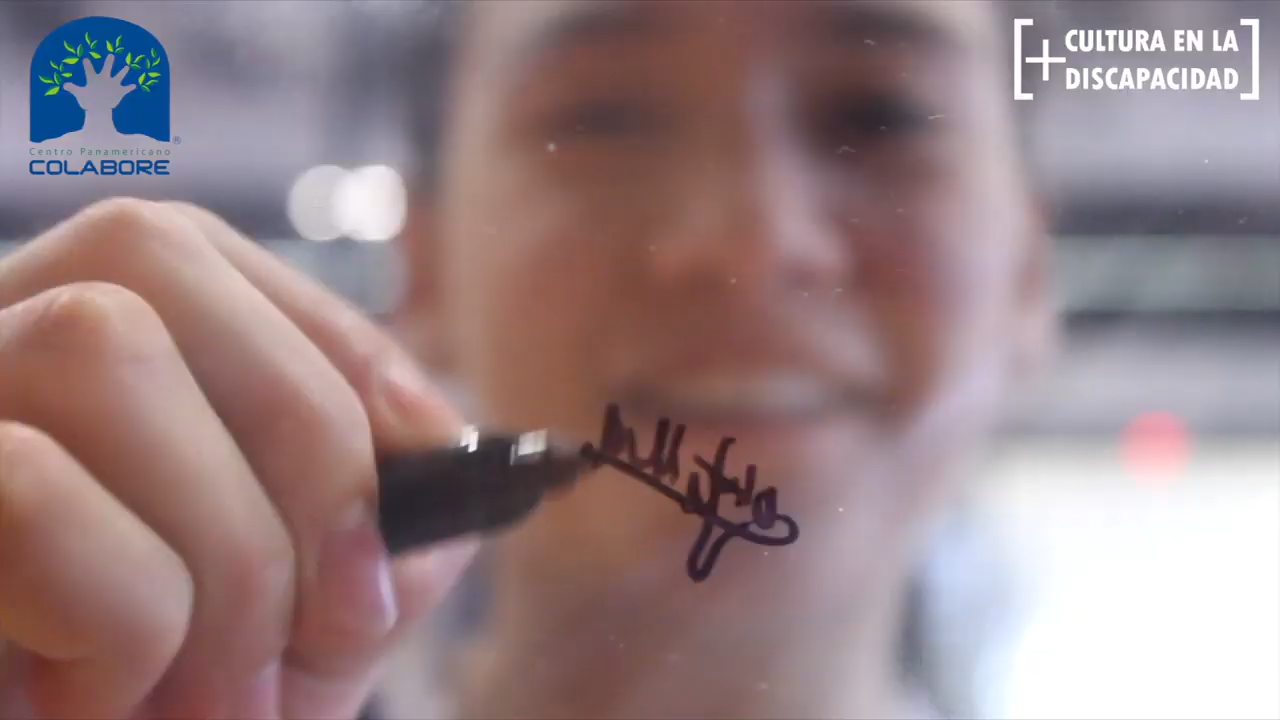 Centro Panamericano
COLABORE
+CULTURA EN LA
DISCAPACIDAD